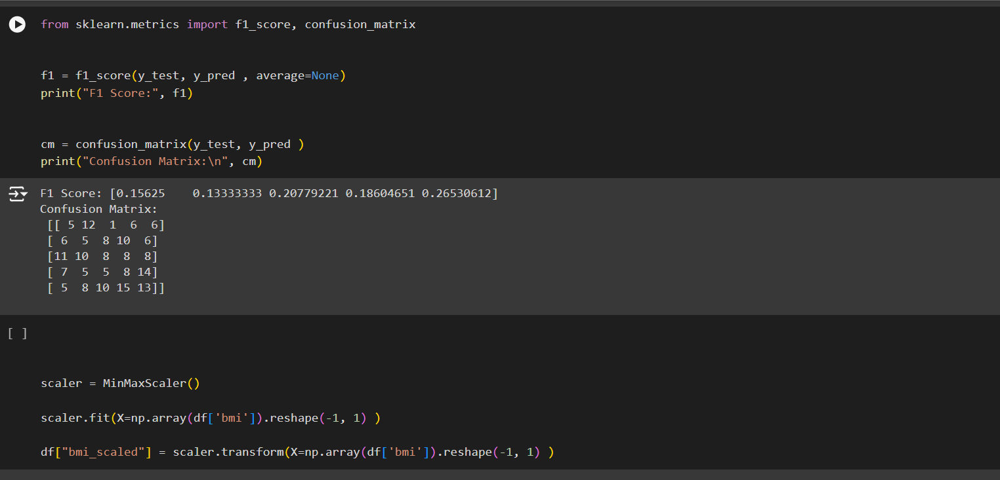 from sklearn.metrics import f1_score, confusion_matrix
f1 = f1_score(y_test, y_pred , average=None)
print("F1 Score:", f1)
cm = confusion_matrix(y_test, y_pred )
print("Confusion Matrix:\n", cm)
F1 Score: [0.15625    0.13333333 0.20779221 0.18604651 0.26530612]
Confusion Matrix:
 [[ 5 12  1  6  6]
 [ 6  5  8 10  6]
 [11 10  8  8  8]
 [ 7  5  5  8 14]
 [ 5  8 10 15 13]]
[ ]
scaler = MinMaxScaler()
scaler.fit(X=np.array(df['bmi']).reshape(-1, 1) )
df["bmi_scaled"] = scaler.transform(X=np.array(df['bmi']).reshape(-1, 1) )